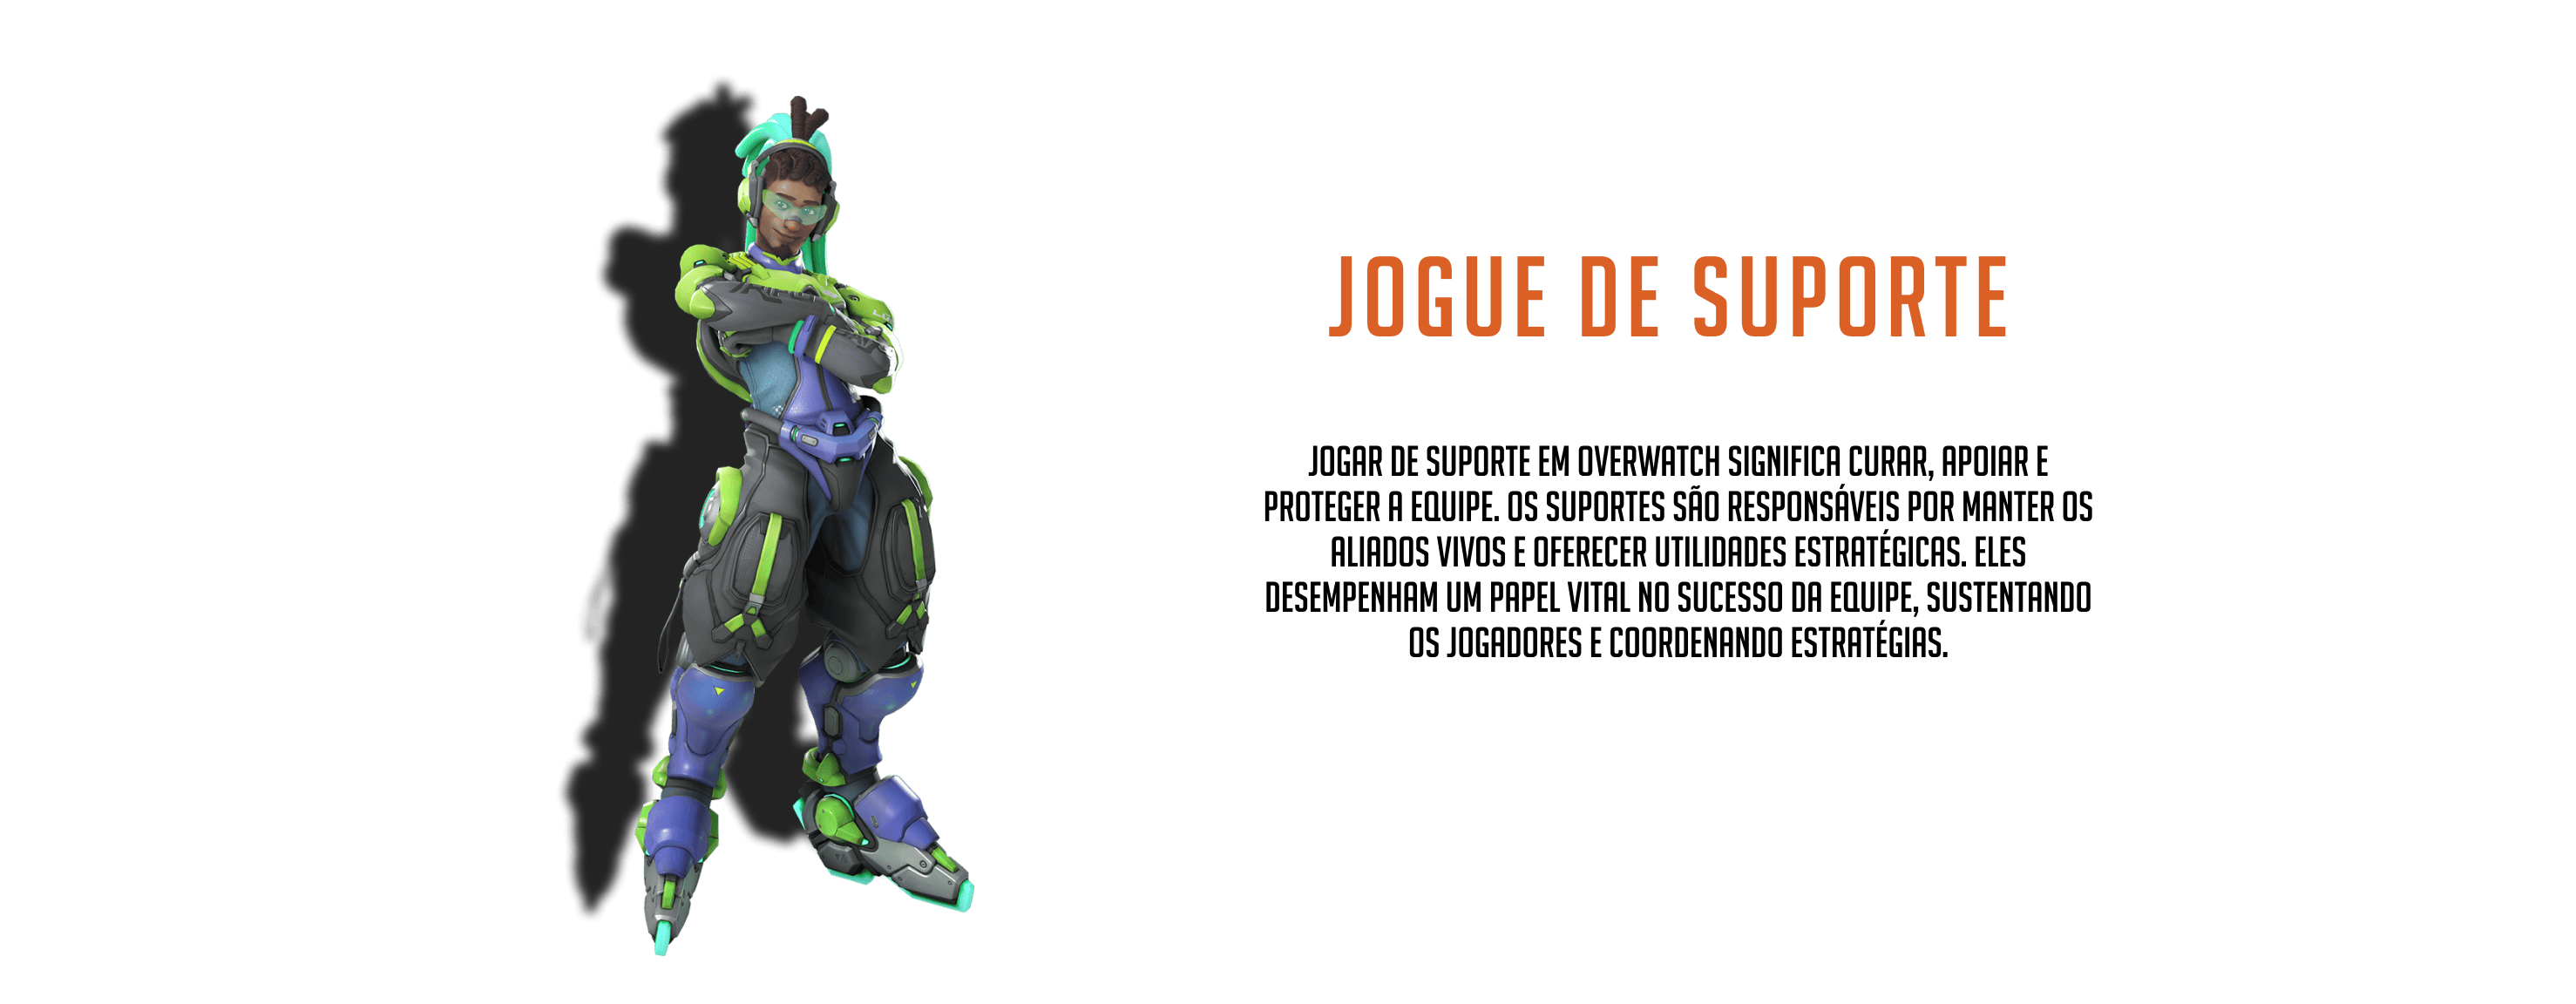 JOGUE DE SUPORTE
JOGAR DE SUPORTE EM OVERWATCH SIGNIFICA CURAR, APOIAR E
PROTEGER A EQUIPE. OS SUPORTES SÃO RESPONSÁVEIS POR MANTER OS
ALIADOS VIVOS E OFERECER UTILIDADES ESTRATÉGICAS. ELES
DESEMPENHAM UM PAPEL VITAL NO SUCESSO DA EQUIPE, SUSTENTANDO
OS JOGADORES E COORDENANDO ESTRATÉGIAS.